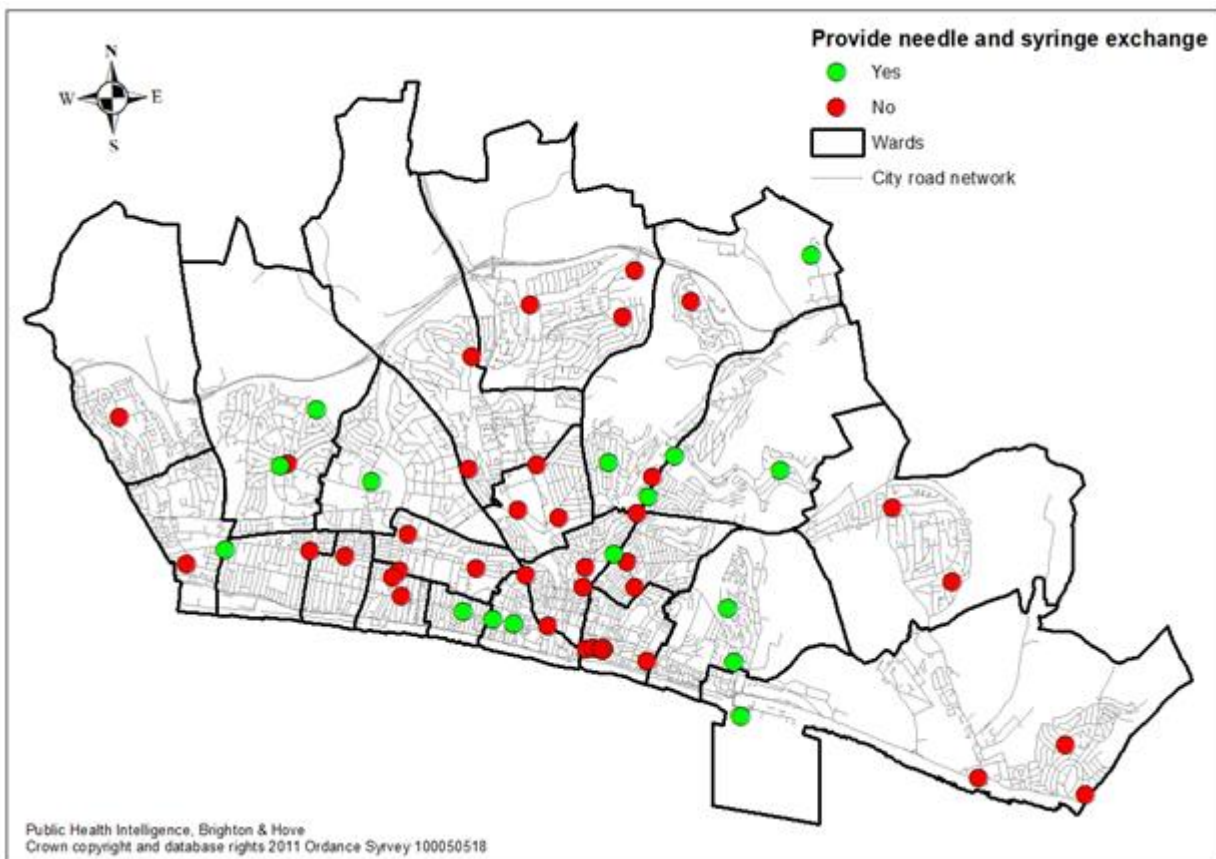 Provide needle and syringe exchange
Yes
No
Wards
City road network
N
W E
S
Public Health Intelligence, Brighton & Hove
Crown copyright and database rights 2011 Ordance Syrvey 100050518